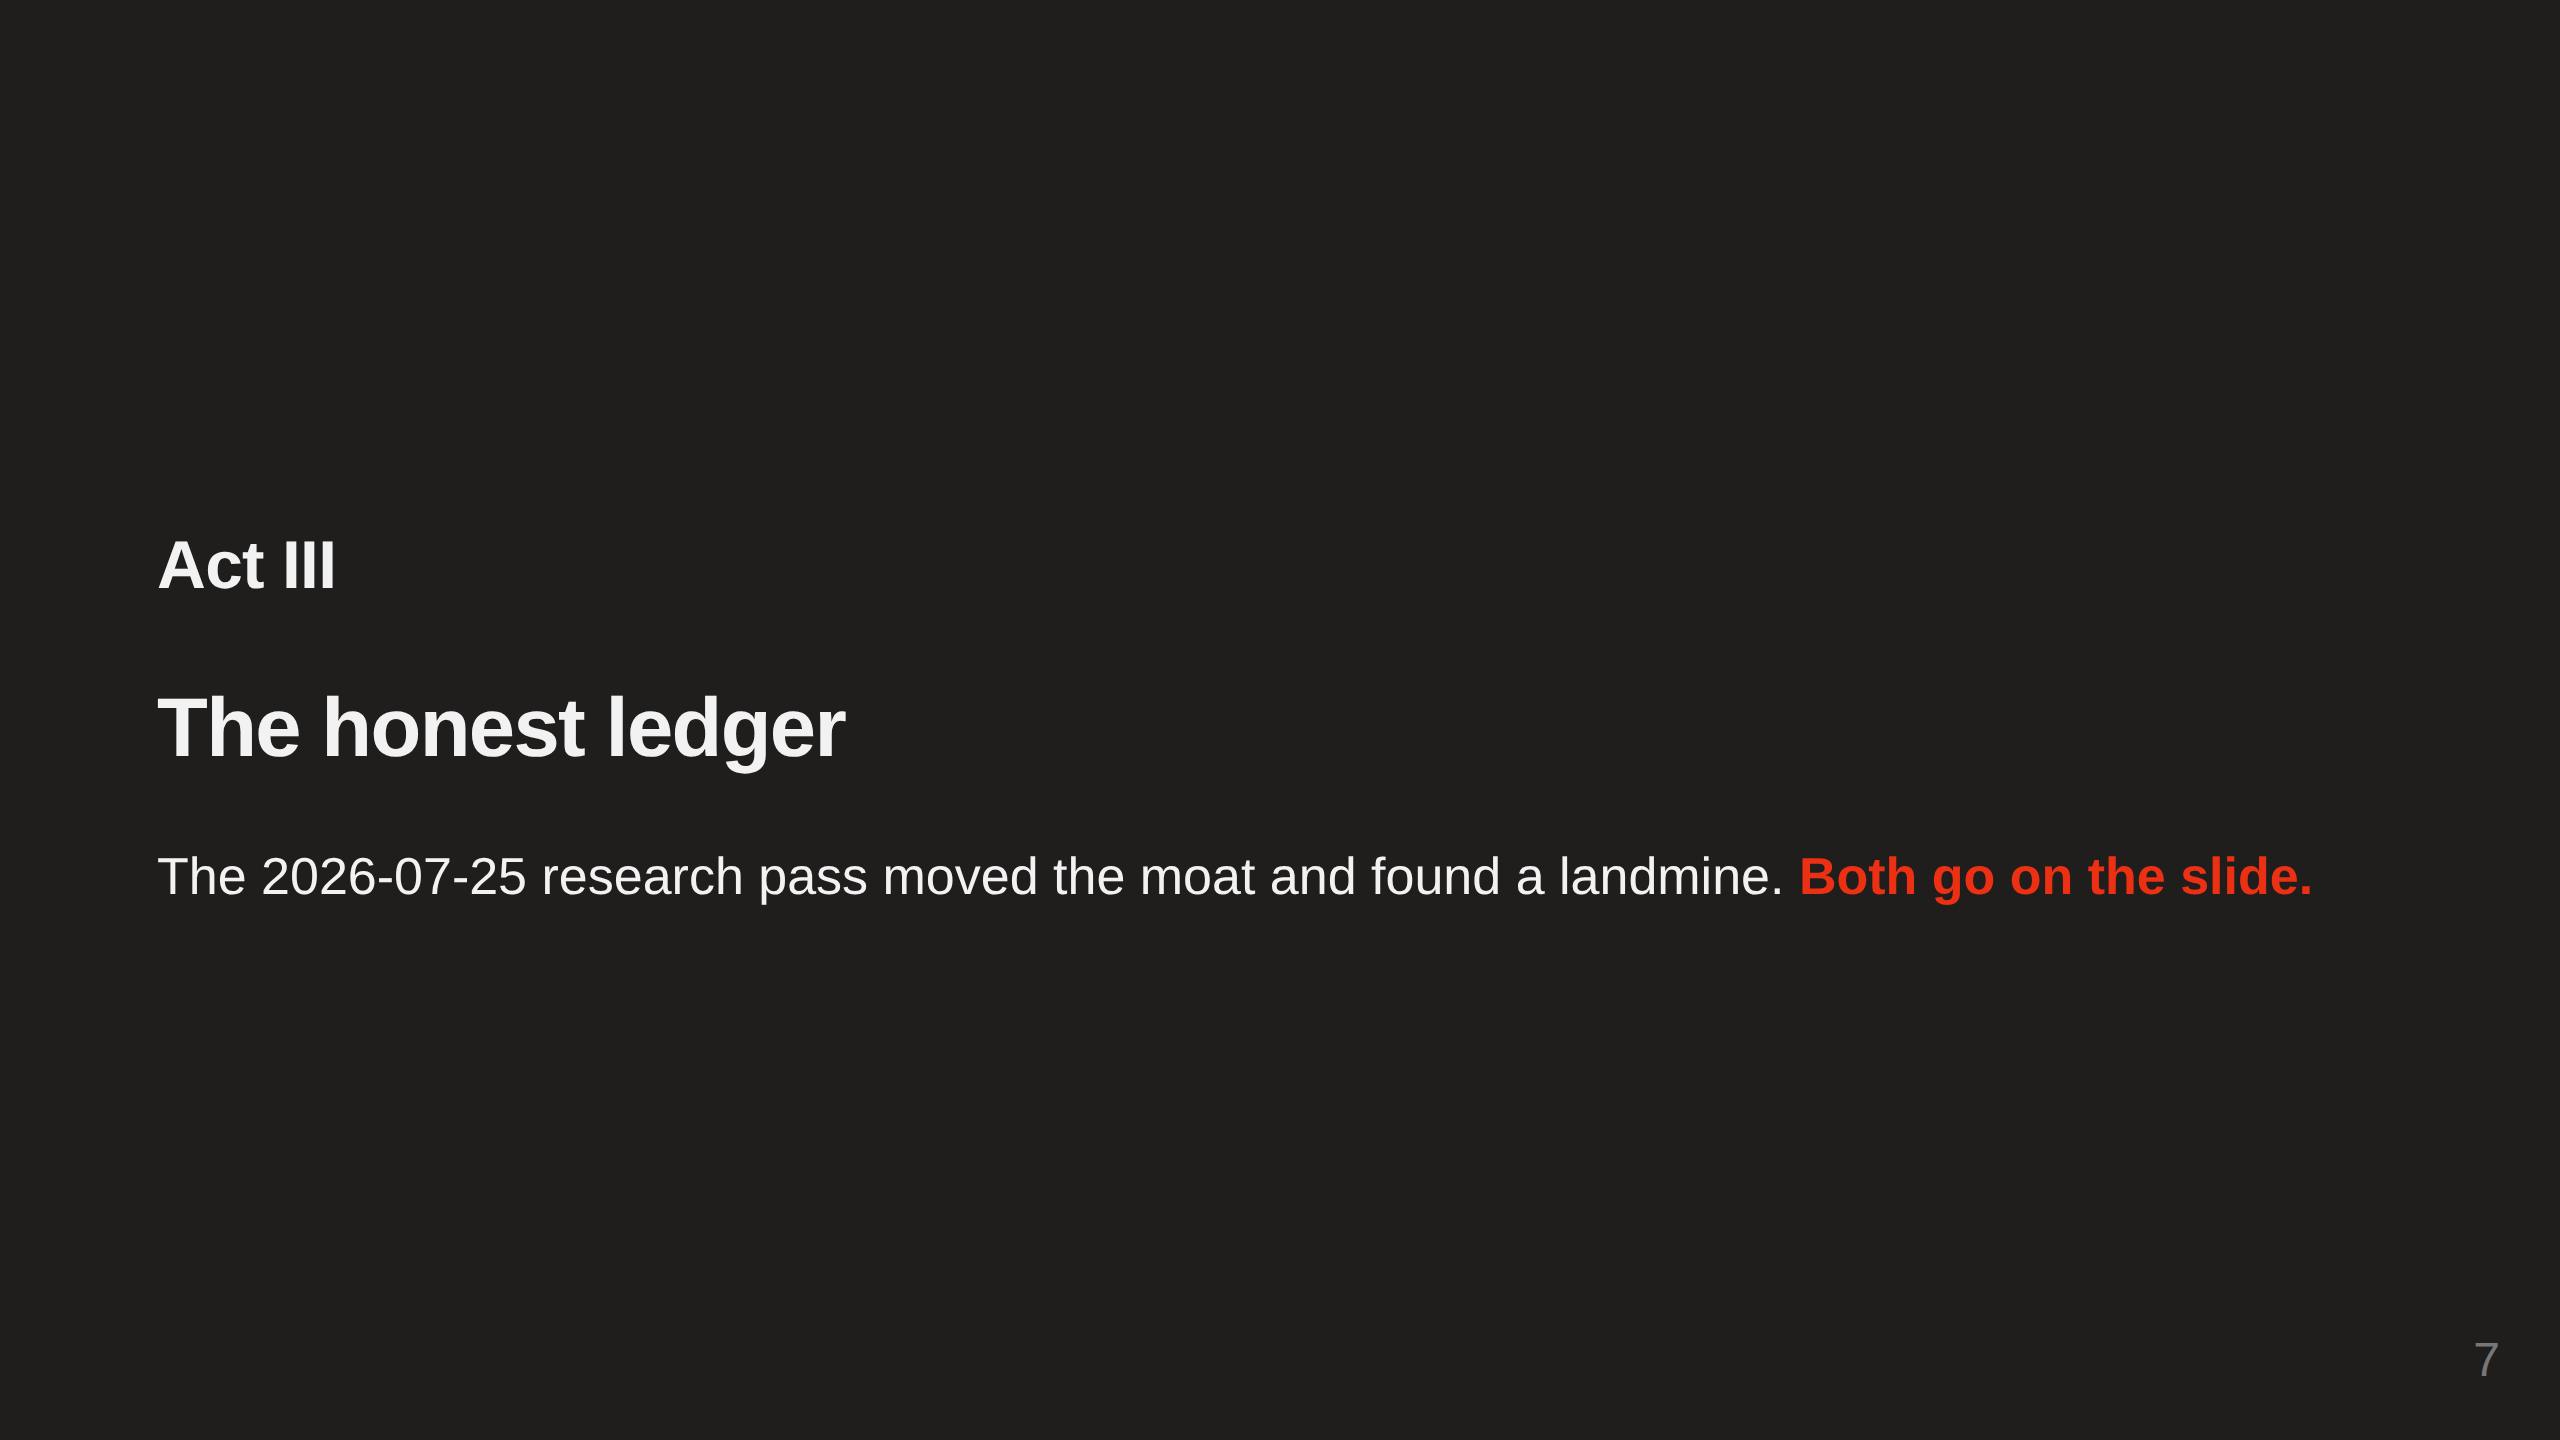 Act III
The honest ledger
The 2026-07-25 research pass moved the moat and found a landmine. Both go on the slide.
7